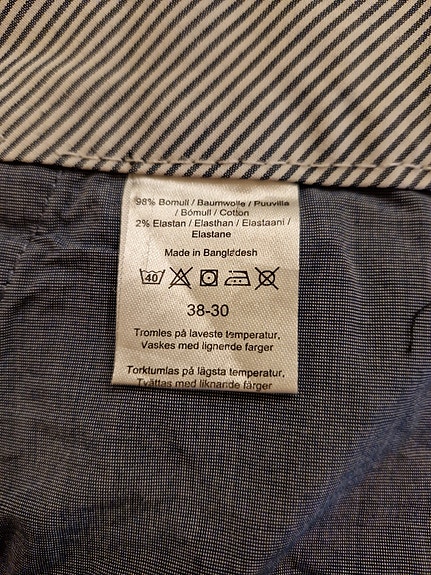 98% Bomull / Baumwolle / Puuvilla
/ Bómull / Cotton
2% Elastan / Elasthan / Elastaani /
Elastane
Made in Bangladesh
40
38-30
Tromles på laveste temperatur,
Vaskes med lignende farger
Torktumlas på lägsta temperatur,
Tvättas med liknande färger